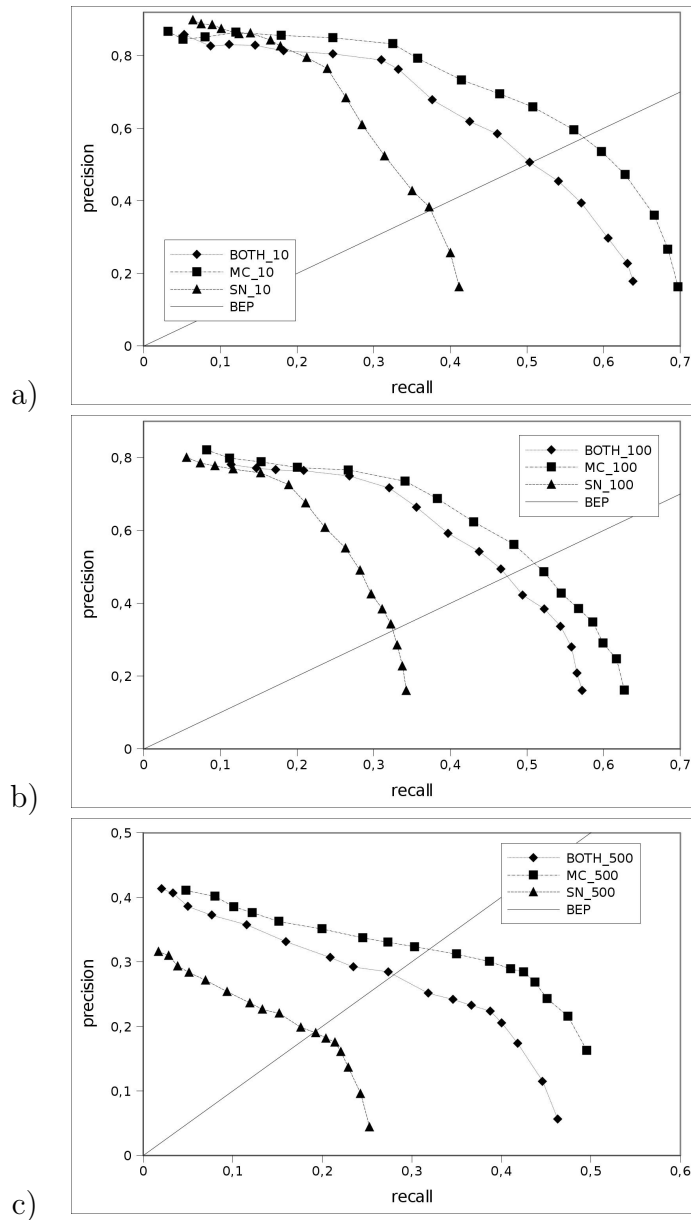 a)
precision
0,8
0,6
0,4
0,2
0
BOTH_10
MC_10
SN_10
BEP
0 0,1 0,2 0,3 0,4 0,5 0,6 0,7
recall
b)
precision
0,8
0,6
0,4
0,2
0
BOTH_100
MC_100
SN_100
BEP
0 0,1 0,2 0,3 0,4 0,5 0,6 0,7
recall
c)
precision
0,5
0,4
0,3
0,2
0,1
0
BOTH_500
MC_500
SN_500
BEP
0 0,1 0,2 0,3 0,4 0,5 0,6
recall